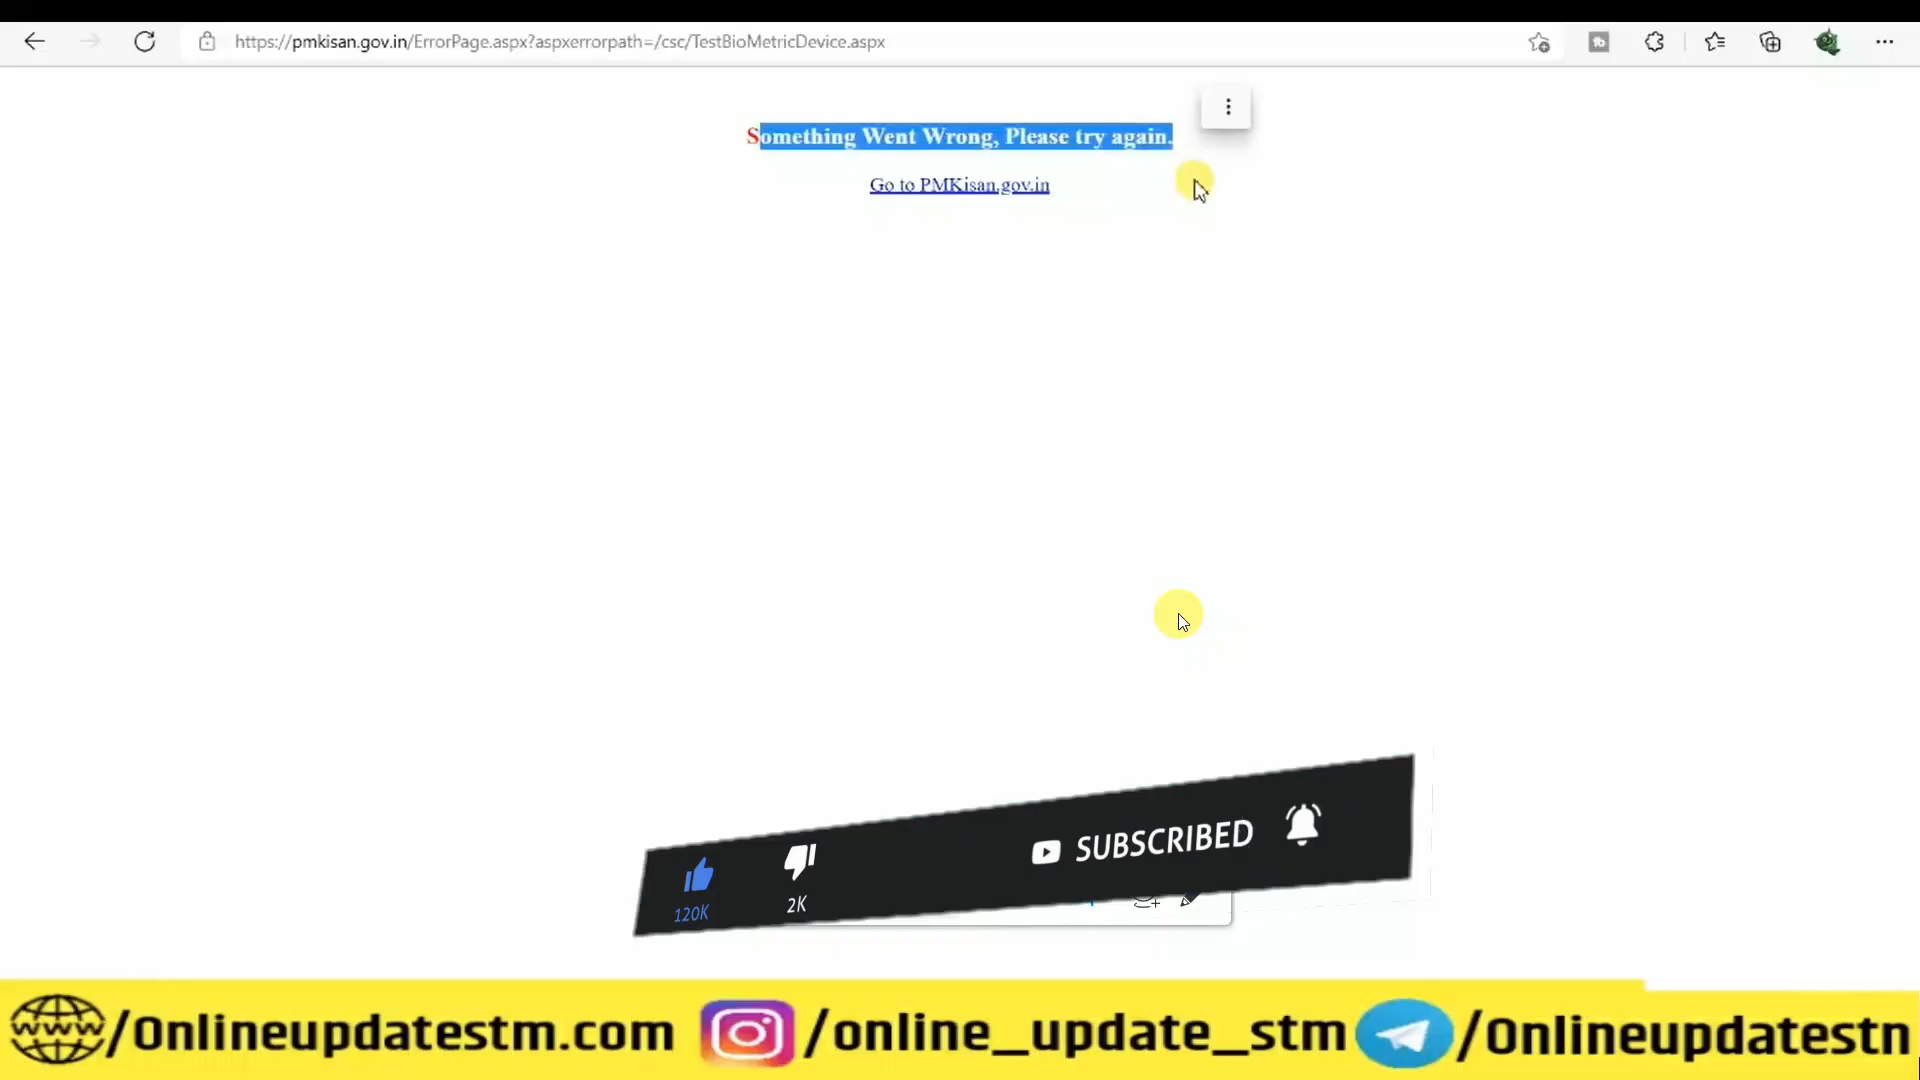 https://pmkisan.gov.in/ErrorPage.aspx?aspxerrorpath=/csc/TestBioMetricDevice.aspx
Something Went Wrong, Please try again.
Go to PMKisan.gov.in
SUBSCRIBED
120K
2K
www/Onlineupdatestm.com /online_update_stm /Onlineupdatestn